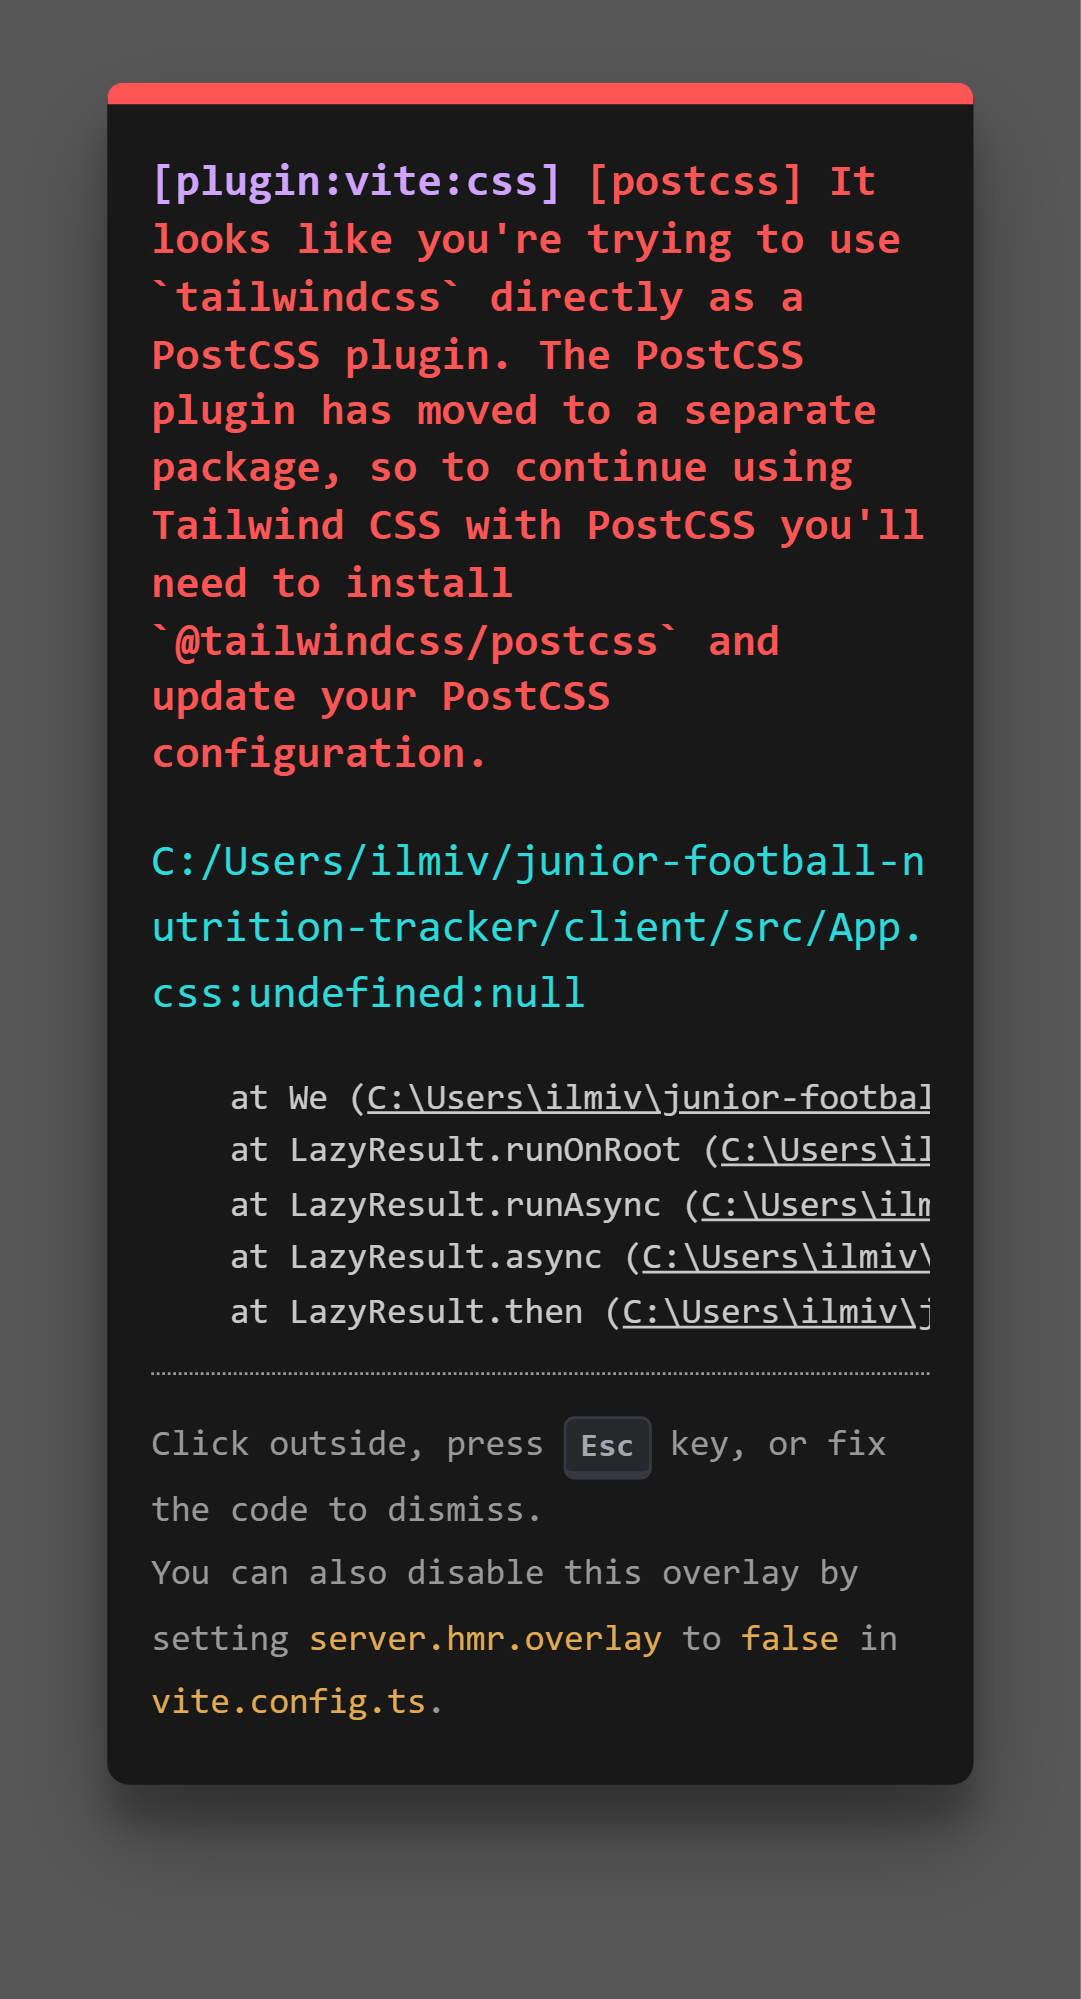 [plugin:vite:css] [postcss] It
looks like you're trying to use
`tailwindcss` directly as a
PostCSS plugin. The PostCSS
plugin has moved to a separate
package, so to continue using
Tailwind CSS with PostCSS you'll
need to install
`@tailwindcss/postcss` and
update your PostCSS
configuration.
C:/Users/ilmiv/junior-football-n
utrition-tracker/client/src/App.
css:undefined:null
at We (C:\Users\ilmiv\junior-footbal
at LazyResult.runOnRoot (C:\Users\il
at LazyResult.runAsync (C:\Users\ilm
at LazyResult.async (C:\Users\ilmiv\
at LazyResult.then (C:\Users\ilmiv\j
Click outside, press Esc key, or fix
the code to dismiss.
You can also disable this overlay by
setting server.hmr.overlay to false in
vite.config.ts.